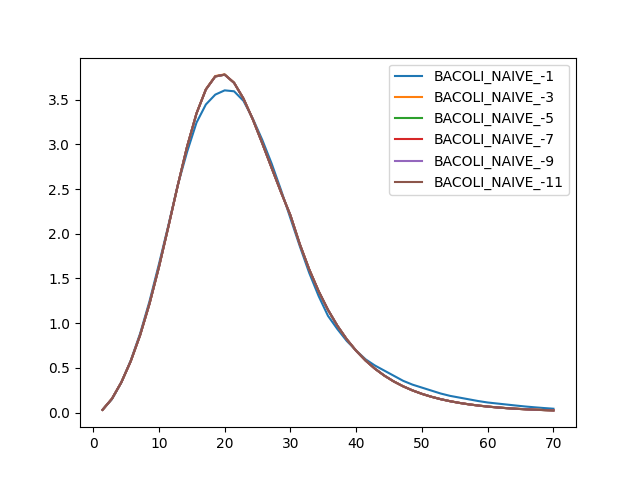 BACOLI_NAIVE_-1
BACOLI_NAIVE_-3
BACOLI_NAIVE_-5
BACOLI_NAIVE_-7
BACOLI_NAIVE_-9
BACOLI_NAIVE_-11
3.5
3.0
2.5
2.0
1.5
1.0
0.5
0.0
0 10 20 30 40 50 60 70